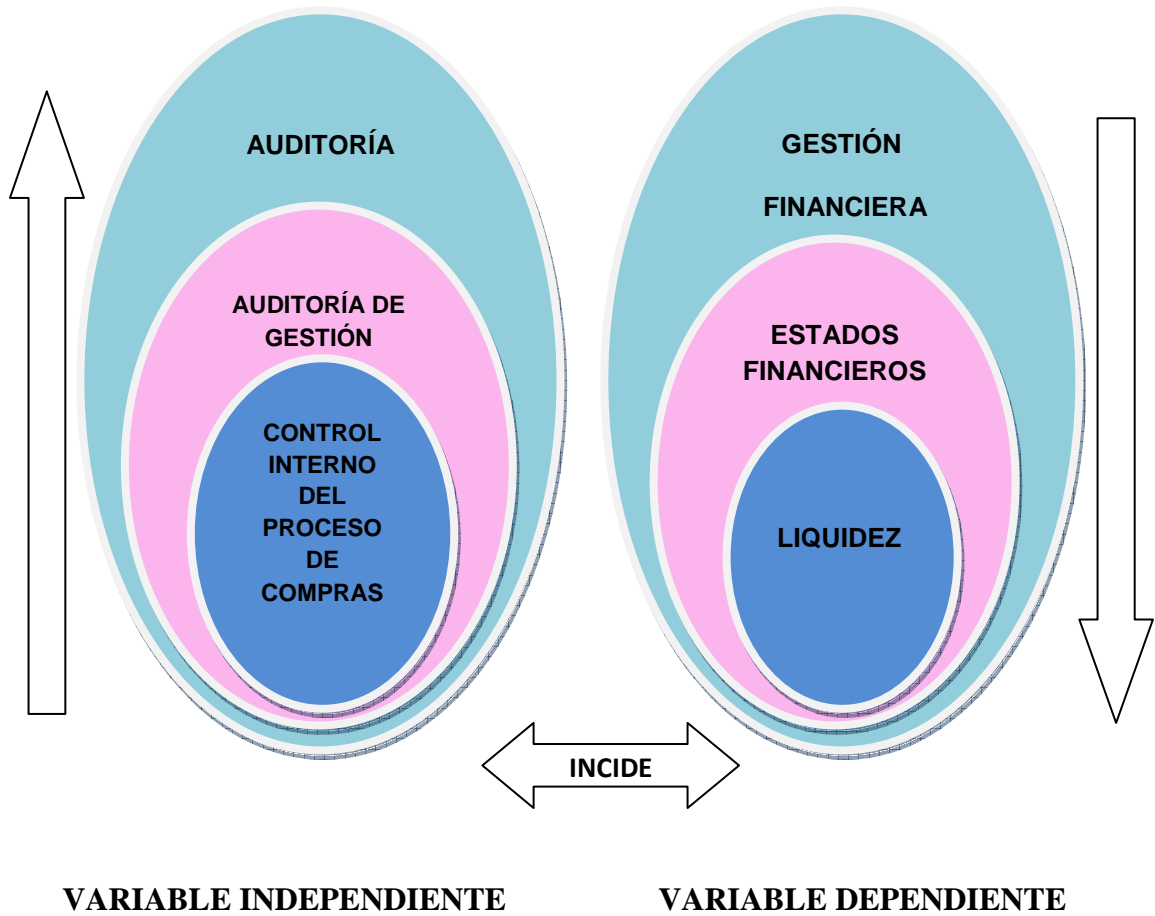 AUDITORÍA
AUDITORÍA DE
GESTIÓN
CONTROL
INTERNO
DEL
PROCESO
DE
COMPRAS
GESTIÓN
FINANCIERA
ESTADOS
FINANCIEROS
LIQUIDEZ
INCIDE
VARIABLE INDEPENDIENTE
VARIABLE DEPENDIENTE